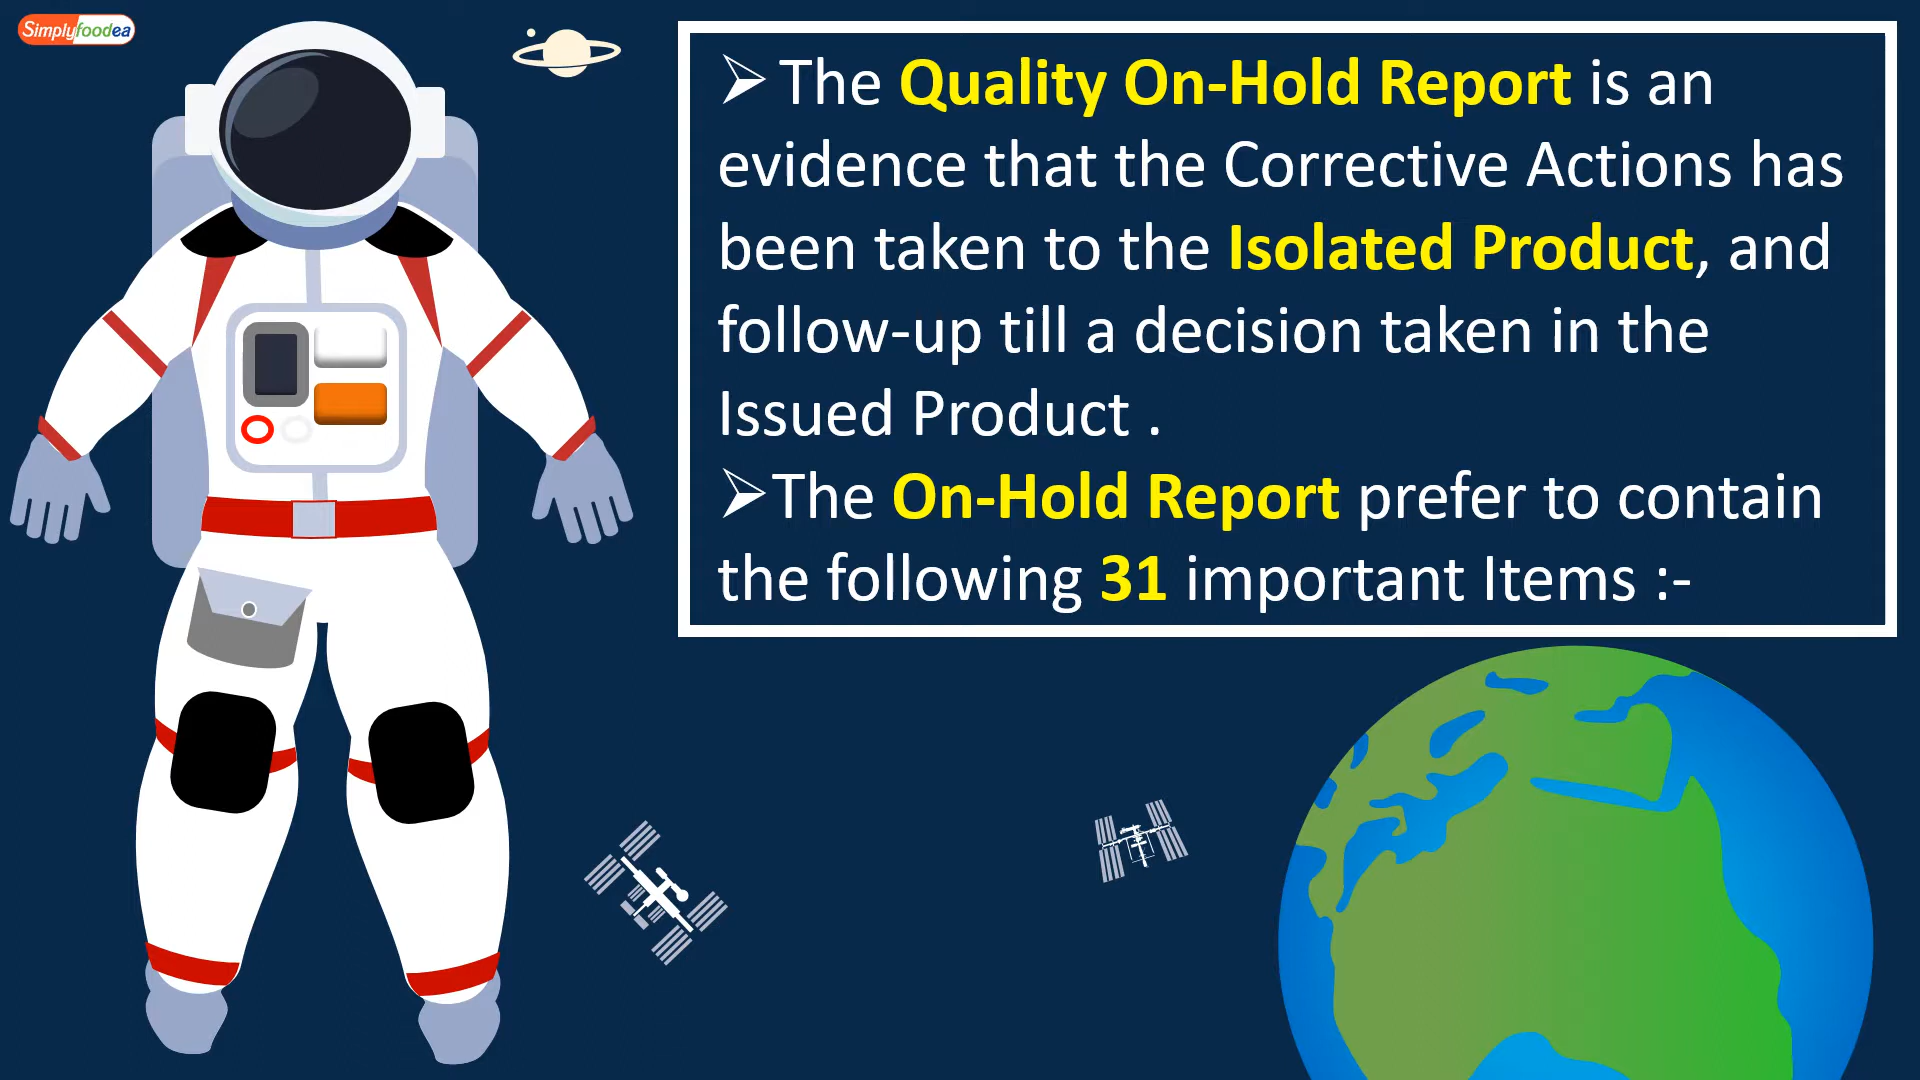 Simplyfoodea
➢The Quality On-Hold Report is an
evidence that the Corrective Actions has
been taken to the Isolated Product, and
follow-up till a decision taken in the
Issued Product .
➢The On-Hold Report prefer to contain
the following 31 important Items :-